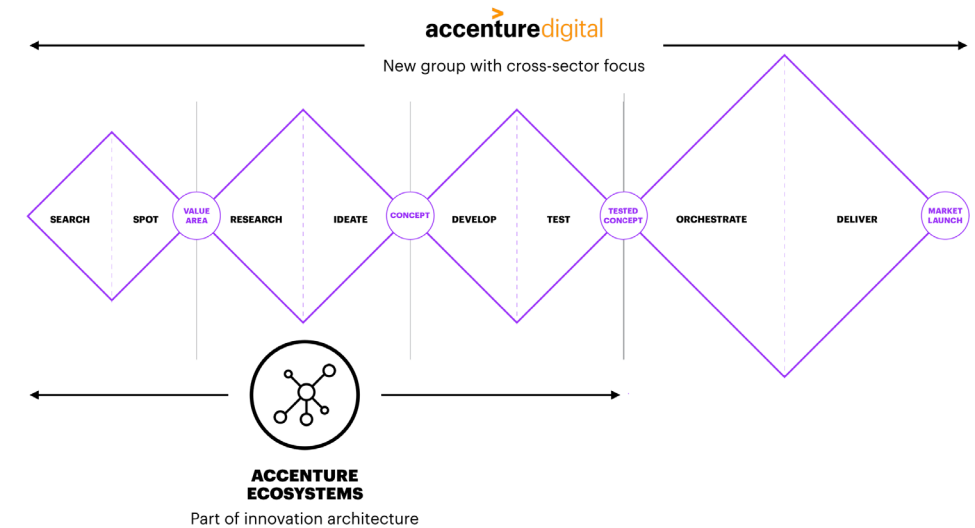 accenturedigital
New group with cross-sector focus
SEARCH
SPOT
VALUE
AREA
RESEARCH
IDEATE
CONCEPT
DEVELOP
TEST
TESTED
CONCEPT
ORCHESTRATE
DELIVER
MARKET
LAUNCH
ACCENTURE
ECOSYSTEMS
Part of innovation architecture